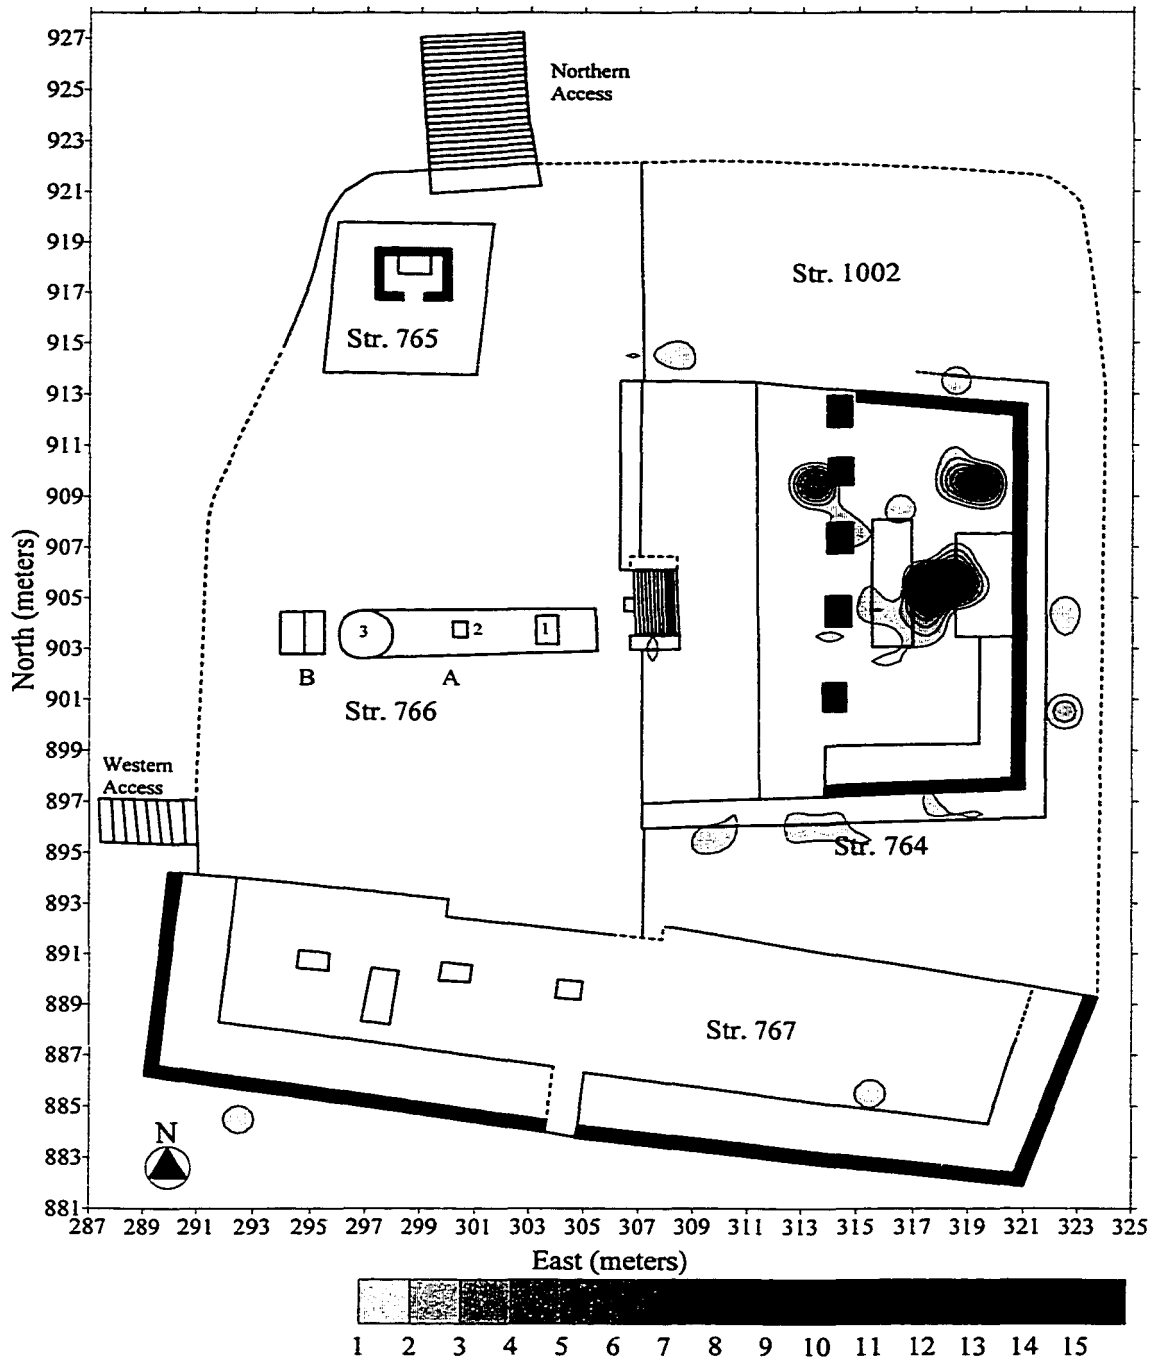 927
925
923
921
919
917
915
913
911
909
907
905
903
901
899
897
895
893
891
889
887
885
883
881
North (meters)
Northern
Access
Str. 1002
Str. 765
3
2
1
B
A
Str. 766
Western
Access
Str. 764
Str. 767
N
287 289 291 293 295 297 299 301 303 305 307 309 311 313 315 317 319 321 323 325
East (meters)
1 2 3 4 5 6 7 8 9 10 11 12 13 14 15